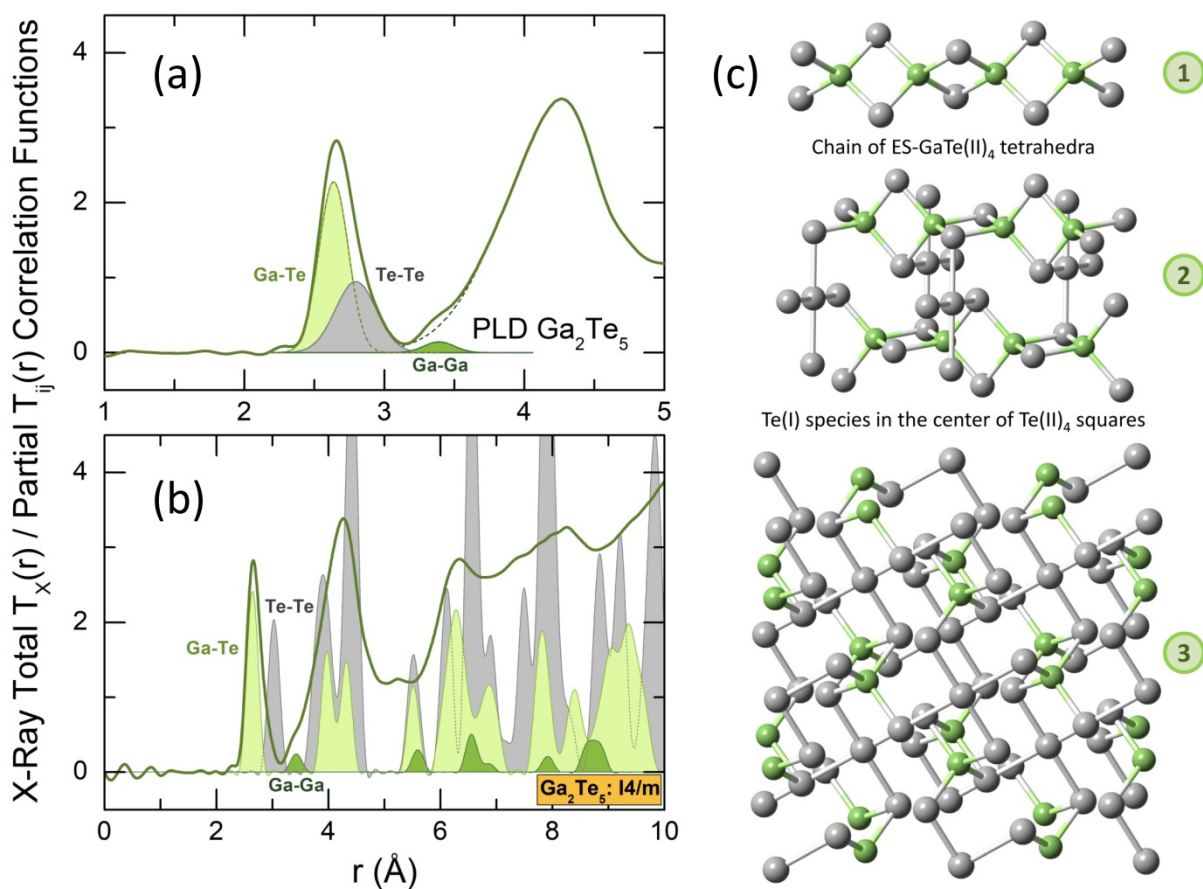 X-Ray Total T_X(r) / Partial T_ij(r) Correlation Functions
(a)
4
2
0
Ga-Te
Te-Te
PLD Ga₂Te₅
Ga-Ga
1 2 3 4 5
(b)
4
2
0
Ga-Te
Te-Te
Ga-Ga
Ga₂Te₅: I4/m
0 2 4 6 8 10
r (Å)
(c)
1
Chain of ES-GaTe(II)₄ tetrahedra
2
Te(I) species in the center of Te(II)₄ squares
3